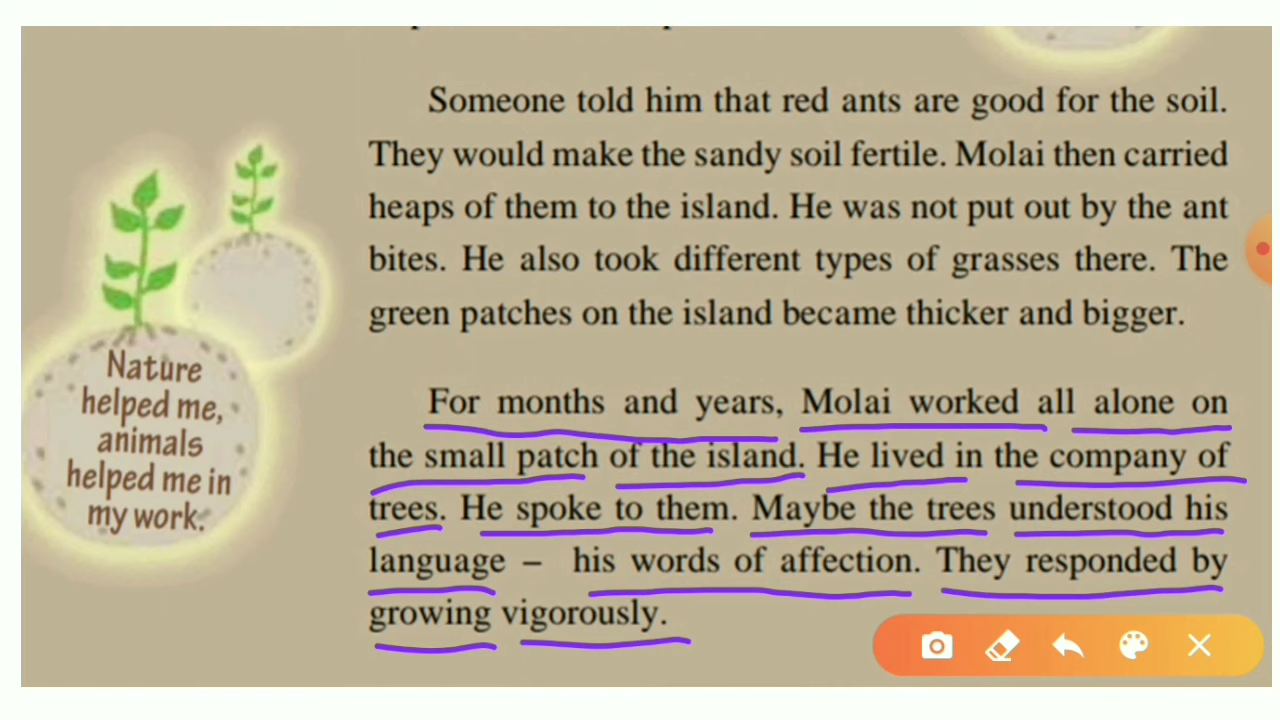 Someone told him that red ants are good for the soil.
They would make the sandy soil fertile. Molai then carried
heaps of them to the island. He was not put out by the ant
bites. He also took different types of grasses there. The
green patches on the island became thicker and bigger.
For months and years, Molai worked all alone on
the small patch of the island. He lived in the company of
trees. He spoke to them. Maybe the trees understood his
language – his words of affection. They responded by
growing vigorously.
Nature
helped me,
animals
helped me in
my work.